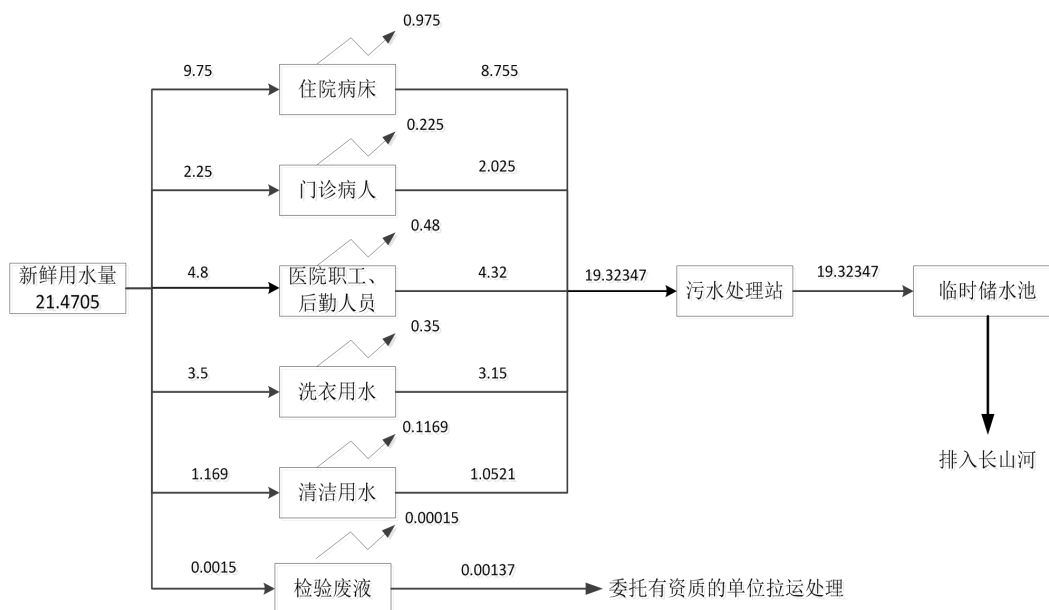 0.975
9.75
住院病床
8.755
0.225
2.25
门诊病人
2.025
0.48
新鲜用水量
21.4705
4.8
医院职工、
后勤人员
4.32
19.32347
污水处理站
19.32347
临时储水池
0.35
3.5
洗衣用水
3.15
0.1169
1.169
清洁用水
1.0521
排入长山河
0.00015
0.0015
检验废液
0.00137
委托有资质的单位拉运处理